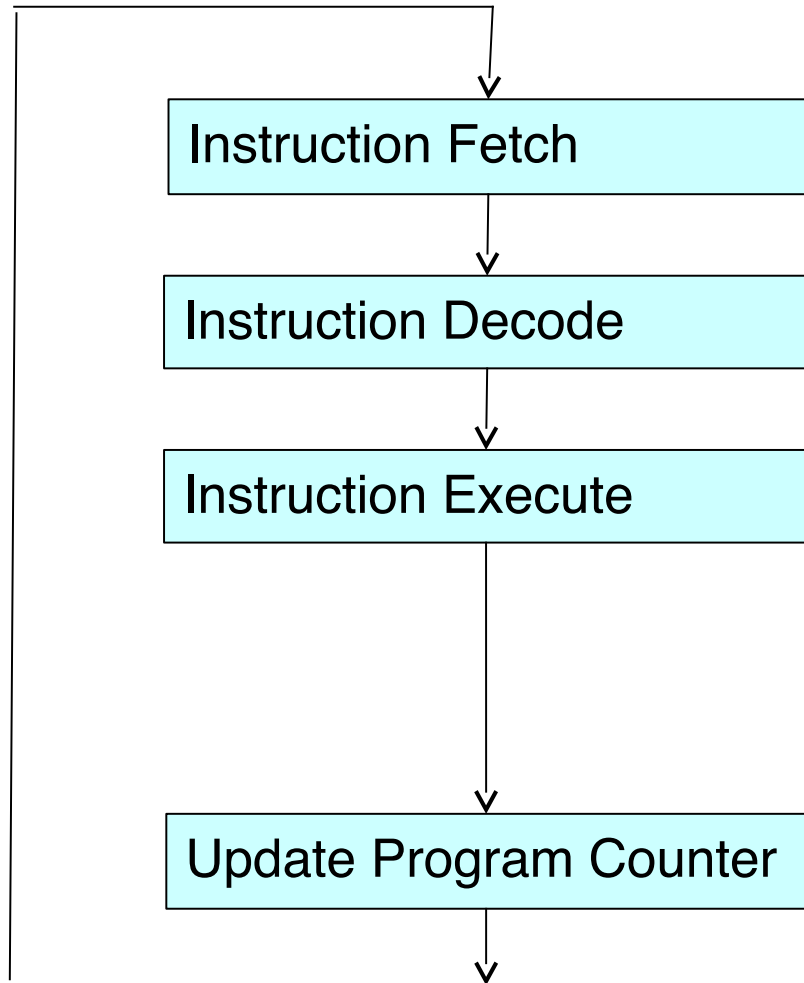 Instruction Fetch
Instruction Decode
Instruction Execute
Update Program Counter